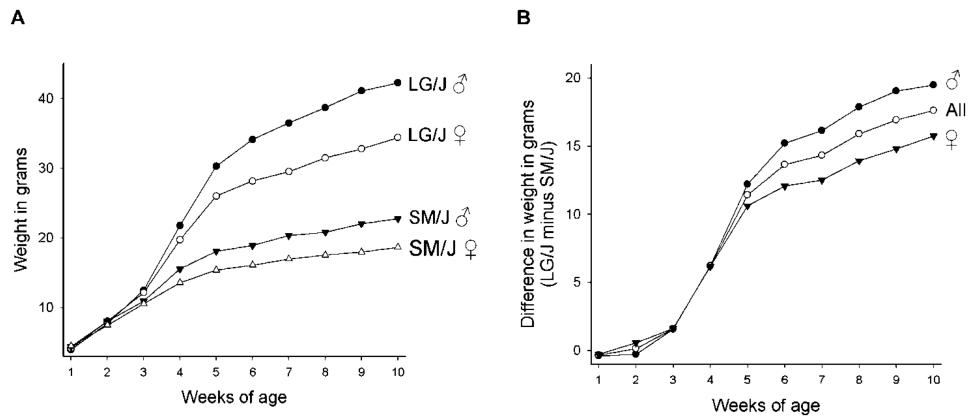 A
Weight in grams
40
30
20
10
LG/J ♂
LG/J ♀
SM/J ♂
SM/J ♀
1 2 3 4 5 6 7 8 9 10
Weeks of age
B
Difference in weight in grams
(LG/J minus SM/J)
20
15
10
5
0
♂
All
♀
1 2 3 4 5 6 7 8 9 10
Weeks of age